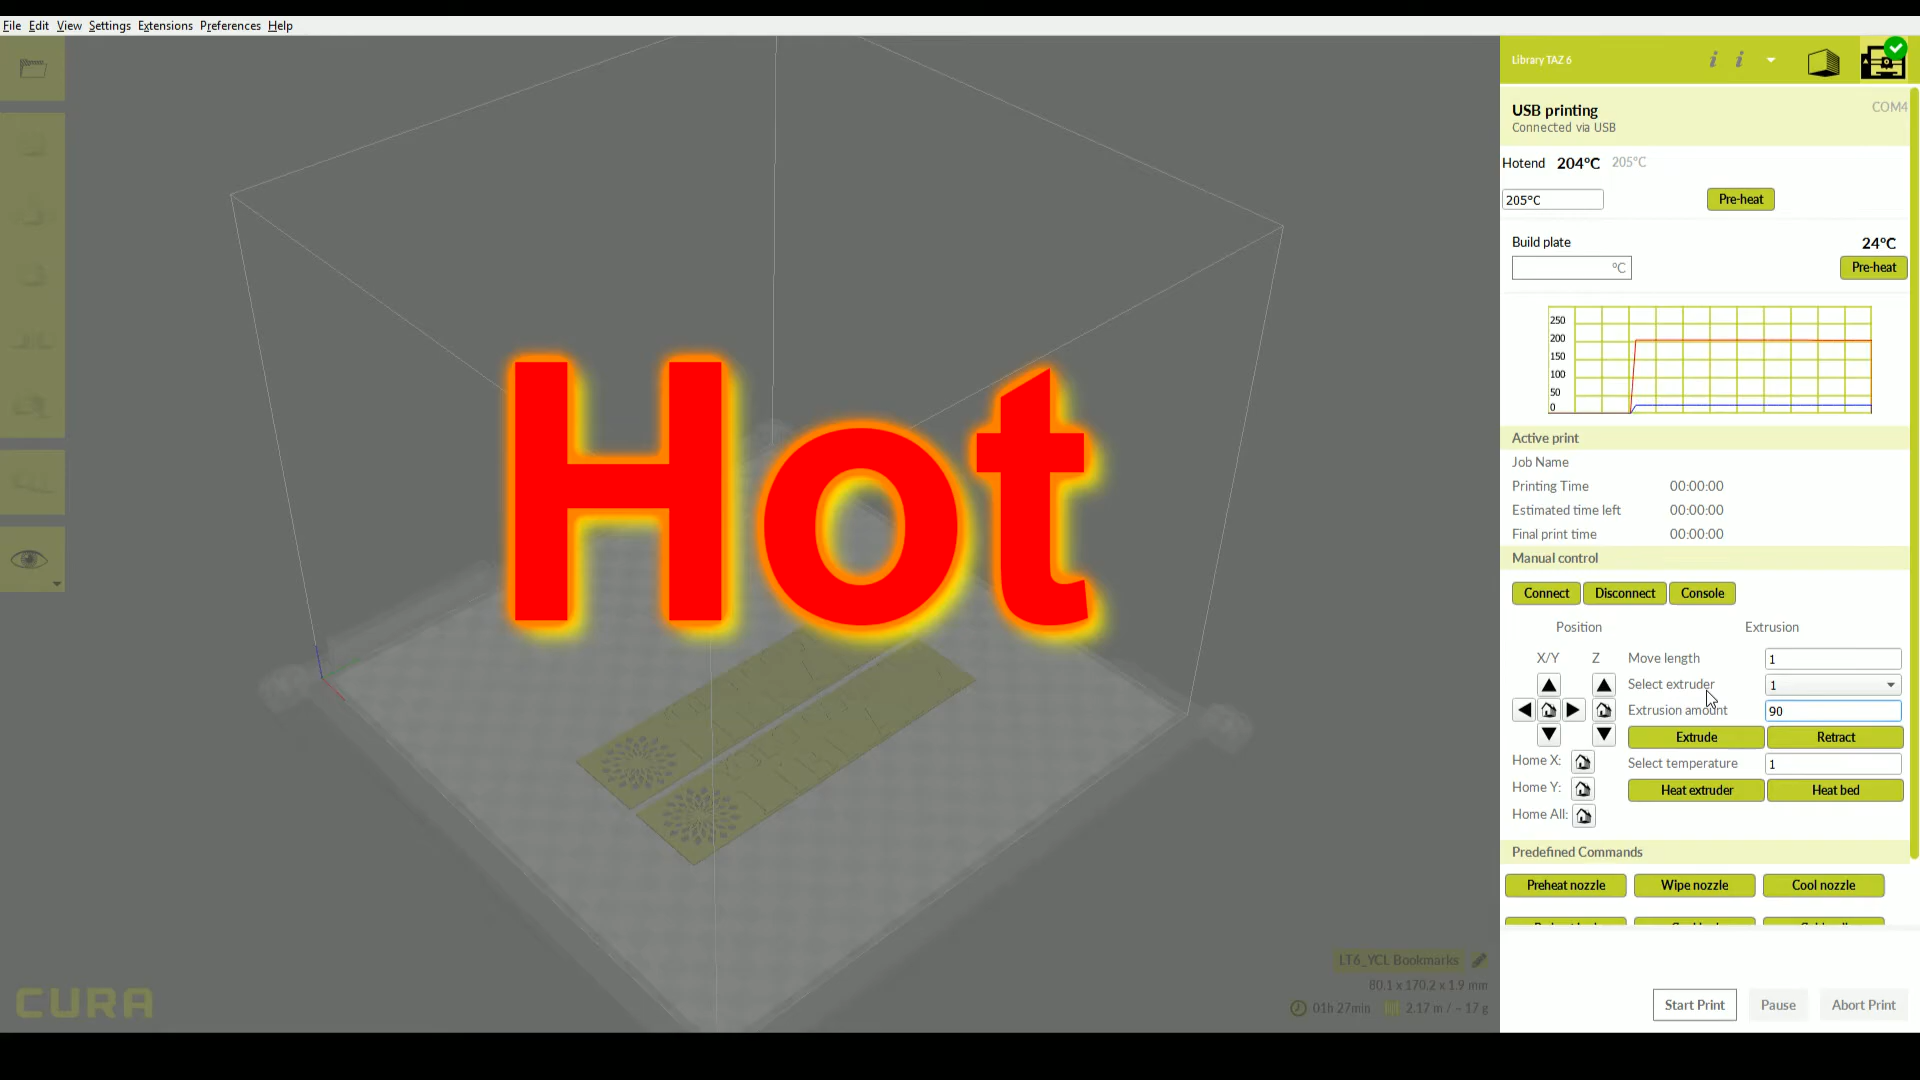 File Edit View Settings Extensions Preferences Help
Library TAZ 6 i i
USB printing COM4
Connected via USB
Hotend 204°C 205°C
205°C Pre-heat
Build plate 24°C
°C Pre-heat
250
200
150
100
50
0
Hot
Active print
Job Name
Printing Time 00:00:00
Estimated time left 00:00:00
Final print time 00:00:00
Manual control
Connect Disconnect Console
Position Extrusion
X/Y Z Move length 1
Select extruder 1
Extrusion amount 90
Extrude Retract
Home X: Select temperature 1
Home Y: Heat extruder Heat bed
Home All:
Predefined Commands
Preheat nozzle Wipe nozzle Cool nozzle
LT6_YCL Bookmarks
80.1 x 170.2 x 1.9 mm
01h 27min 2.17 m / ~ 17 g
CURA
Start Print Pause Abort Print